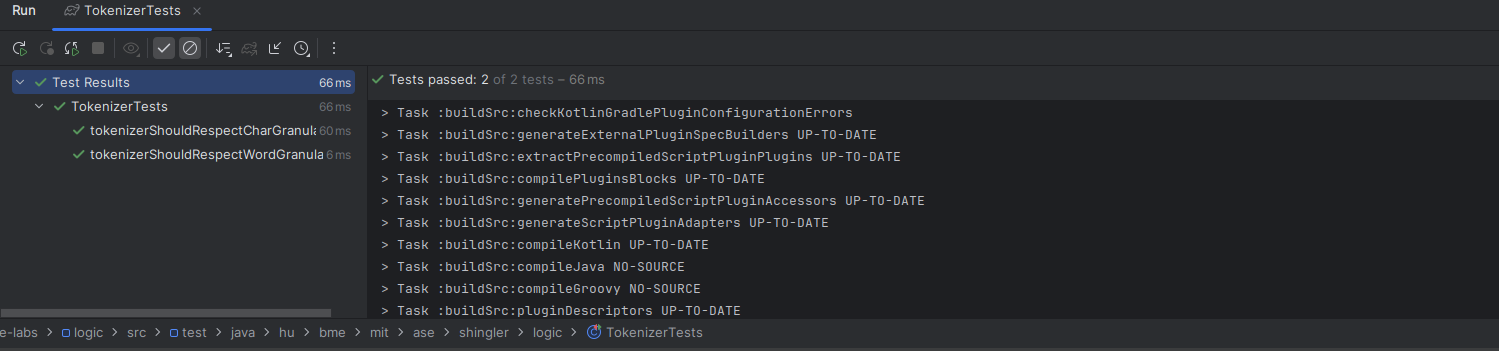 Run TokenizerTests
Test Results 66 ms
TokenizerTests 66 ms
tokenizerShouldRespectCharGranula 60 ms
tokenizerShouldRespectWordGranula 6 ms
Tests passed: 2 of 2 tests – 66 ms
> Task :buildSrc:checkKotlinGradlePluginConfigurationErrors
> Task :buildSrc:generateExternalPluginSpecBuilders UP-TO-DATE
> Task :buildSrc:extractPrecompiledScriptPluginPlugins UP-TO-DATE
> Task :buildSrc:compilePluginsBlocks UP-TO-DATE
> Task :buildSrc:generatePrecompiledScriptPluginAccessors UP-TO-DATE
> Task :buildSrc:generateScriptPluginAdapters UP-TO-DATE
> Task :buildSrc:compileKotlin UP-TO-DATE
> Task :buildSrc:compileJava NO-SOURCE
> Task :buildSrc:compileGroovy NO-SOURCE
> Task :buildSrc:pluginDescriptors UP-TO-DATE
e-labs > logic > src > test > java > hu > bme > mit > ase > shingler > logic > TokenizerTests